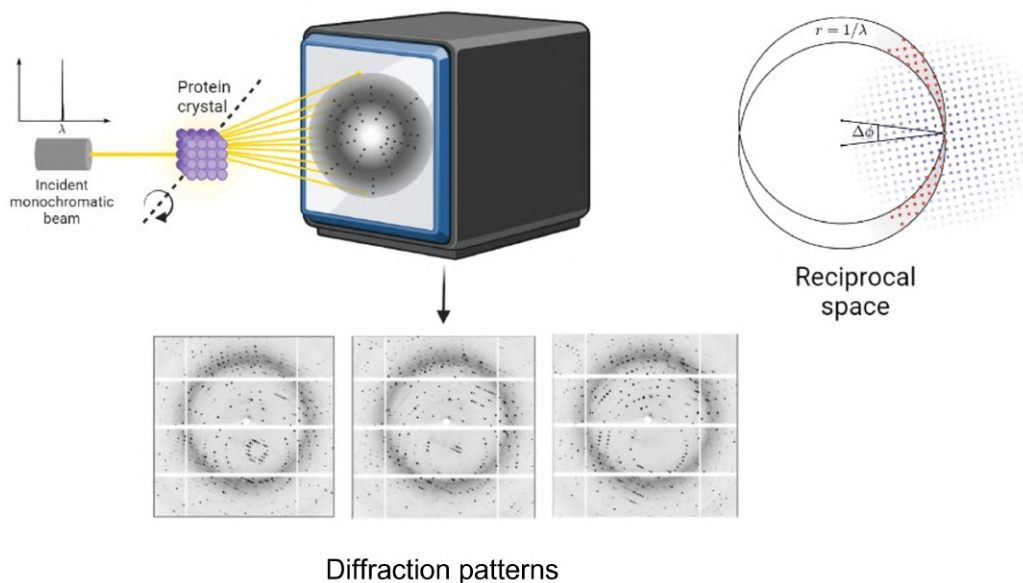 Protein
crystal
λ
Incident
monochromatic
beam
r = 1/λ
Δϕ
Reciprocal
space
Diffraction patterns